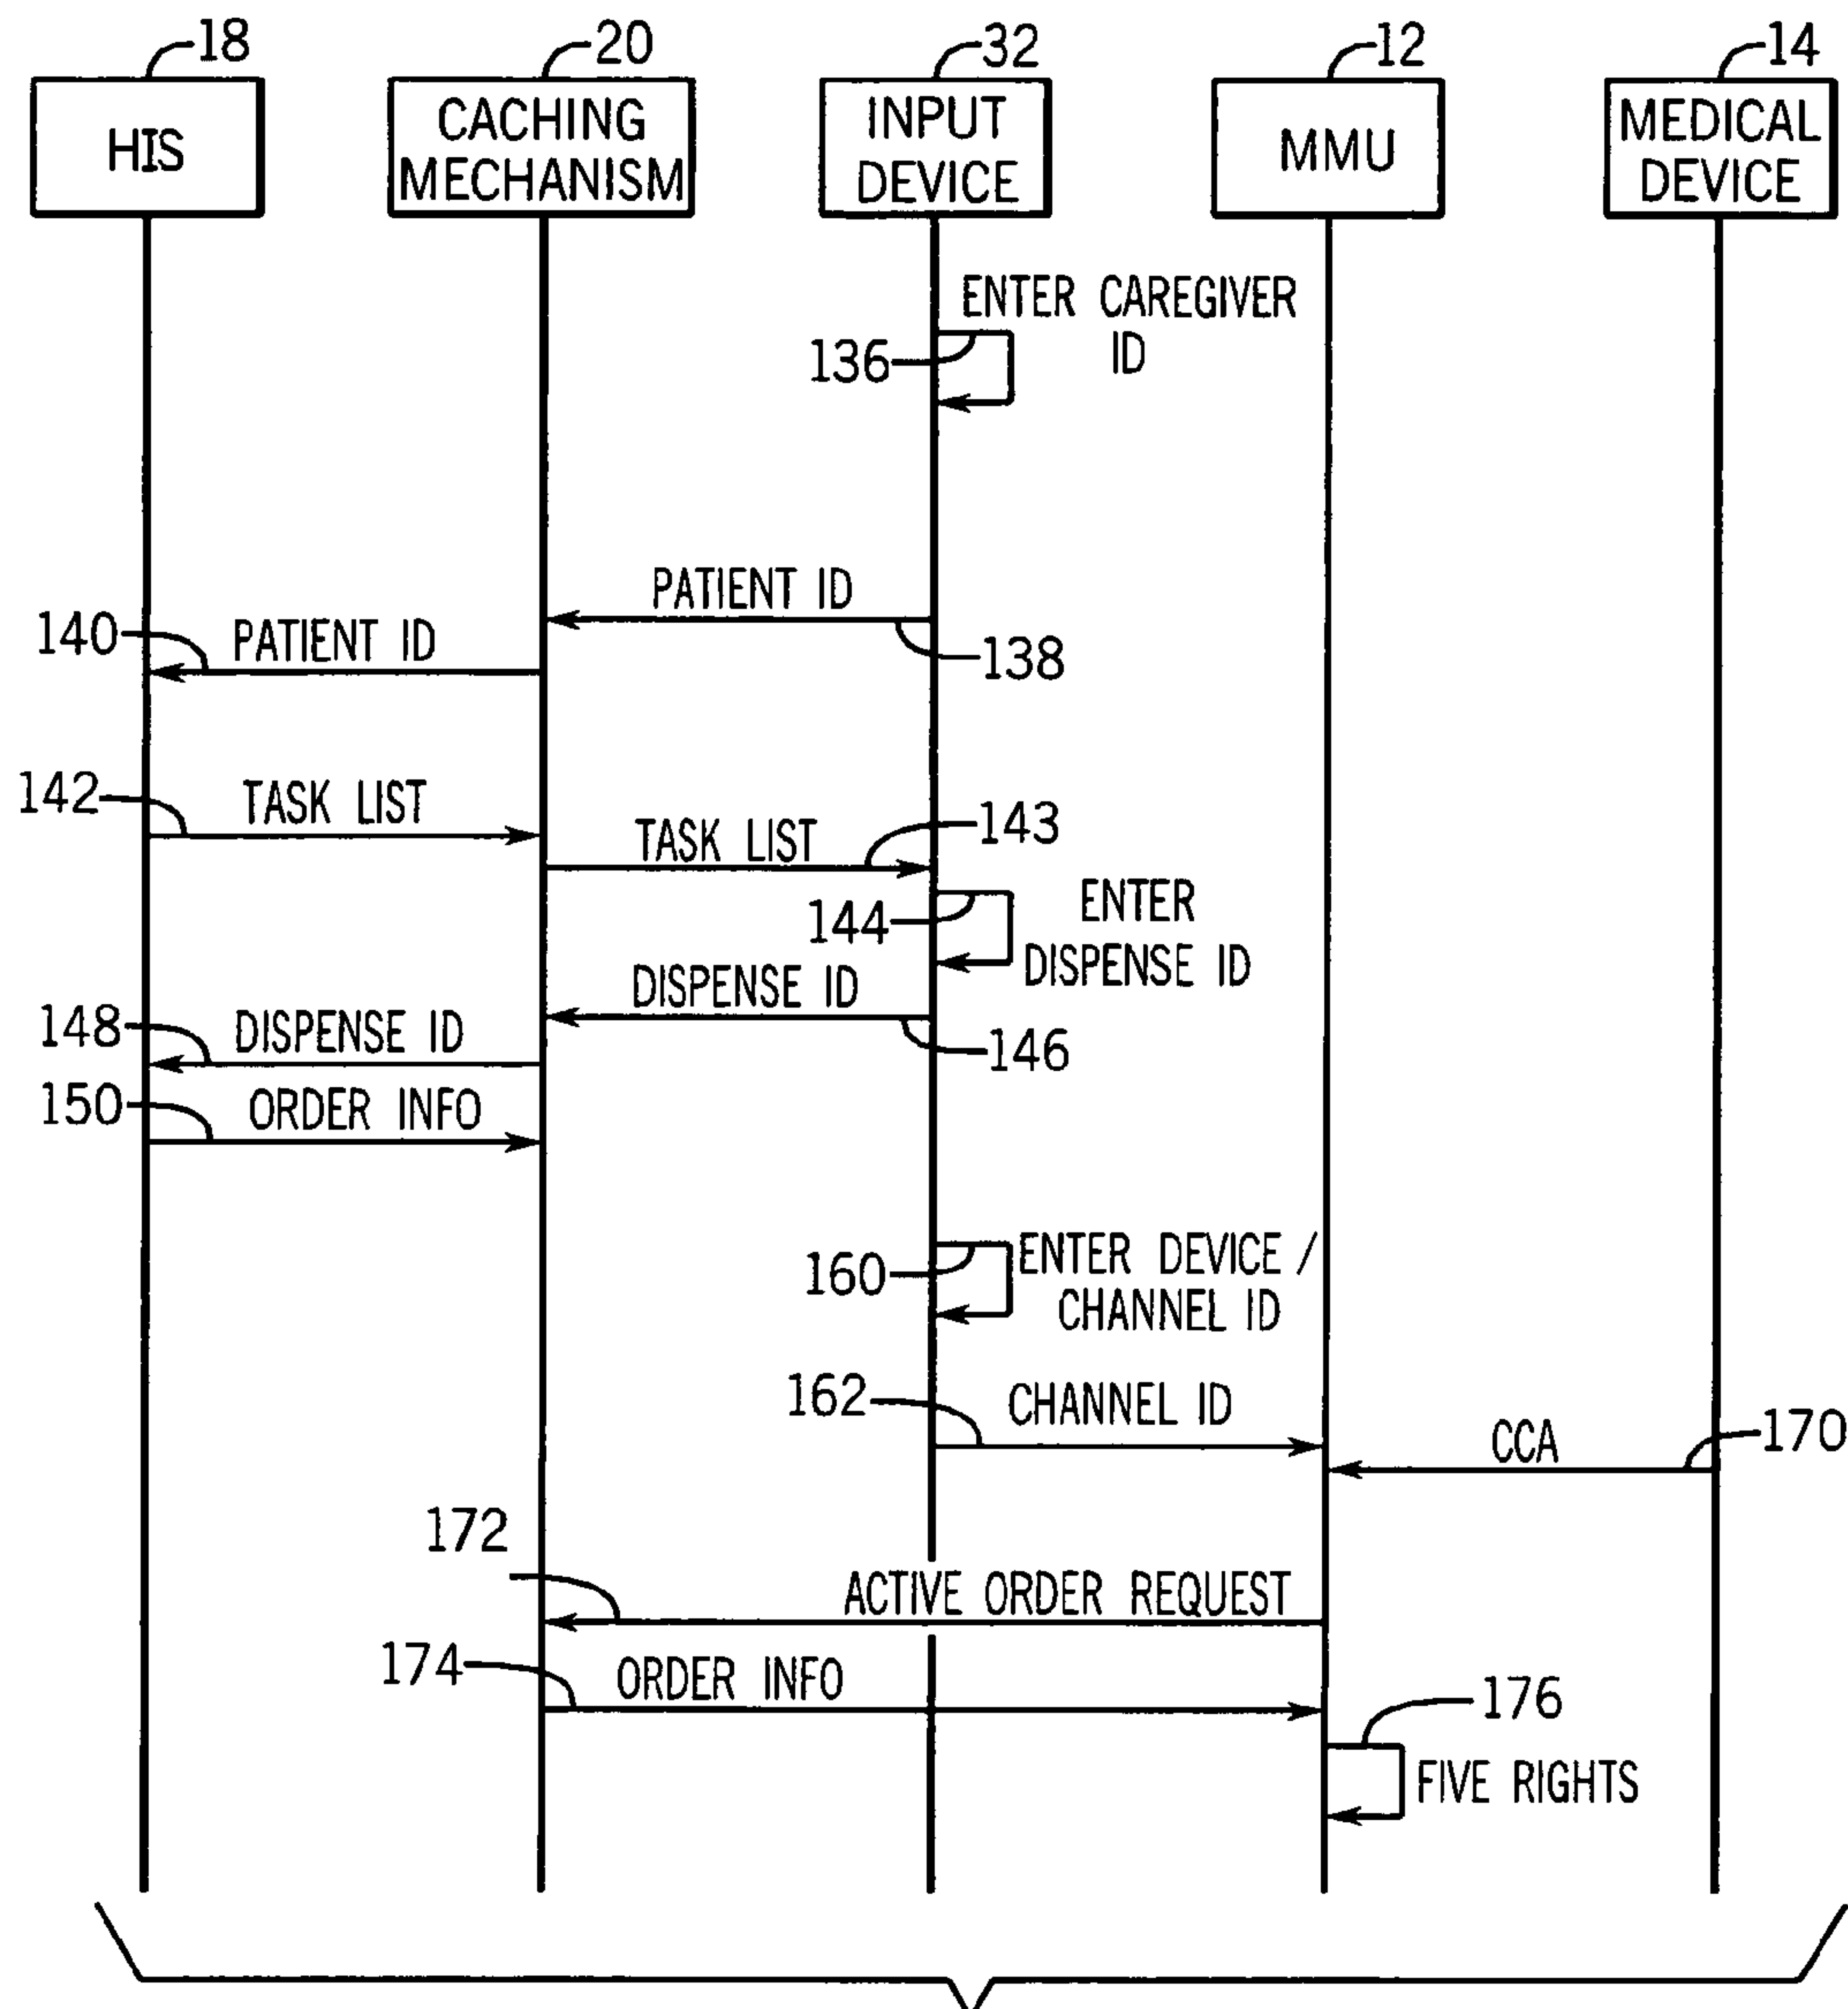 18
20
32
12
14
HIS
CACHING
MECHANISM
INPUT
DEVICE
MMU
MEDICAL
DEVICE
ENTER CAREGIVER
ID
136
PATIENT ID
138
140
PATIENT ID
142
TASK LIST
TASK LIST
143
144
ENTER
DISPENSE ID
DISPENSE ID
146
148
DISPENSE ID
150
ORDER INFO
160
ENTER DEVICE /
CHANNEL ID
162
CHANNEL ID
CCA
170
172
ACTIVE ORDER REQUEST
174
ORDER INFO
176
FIVE RIGHTS